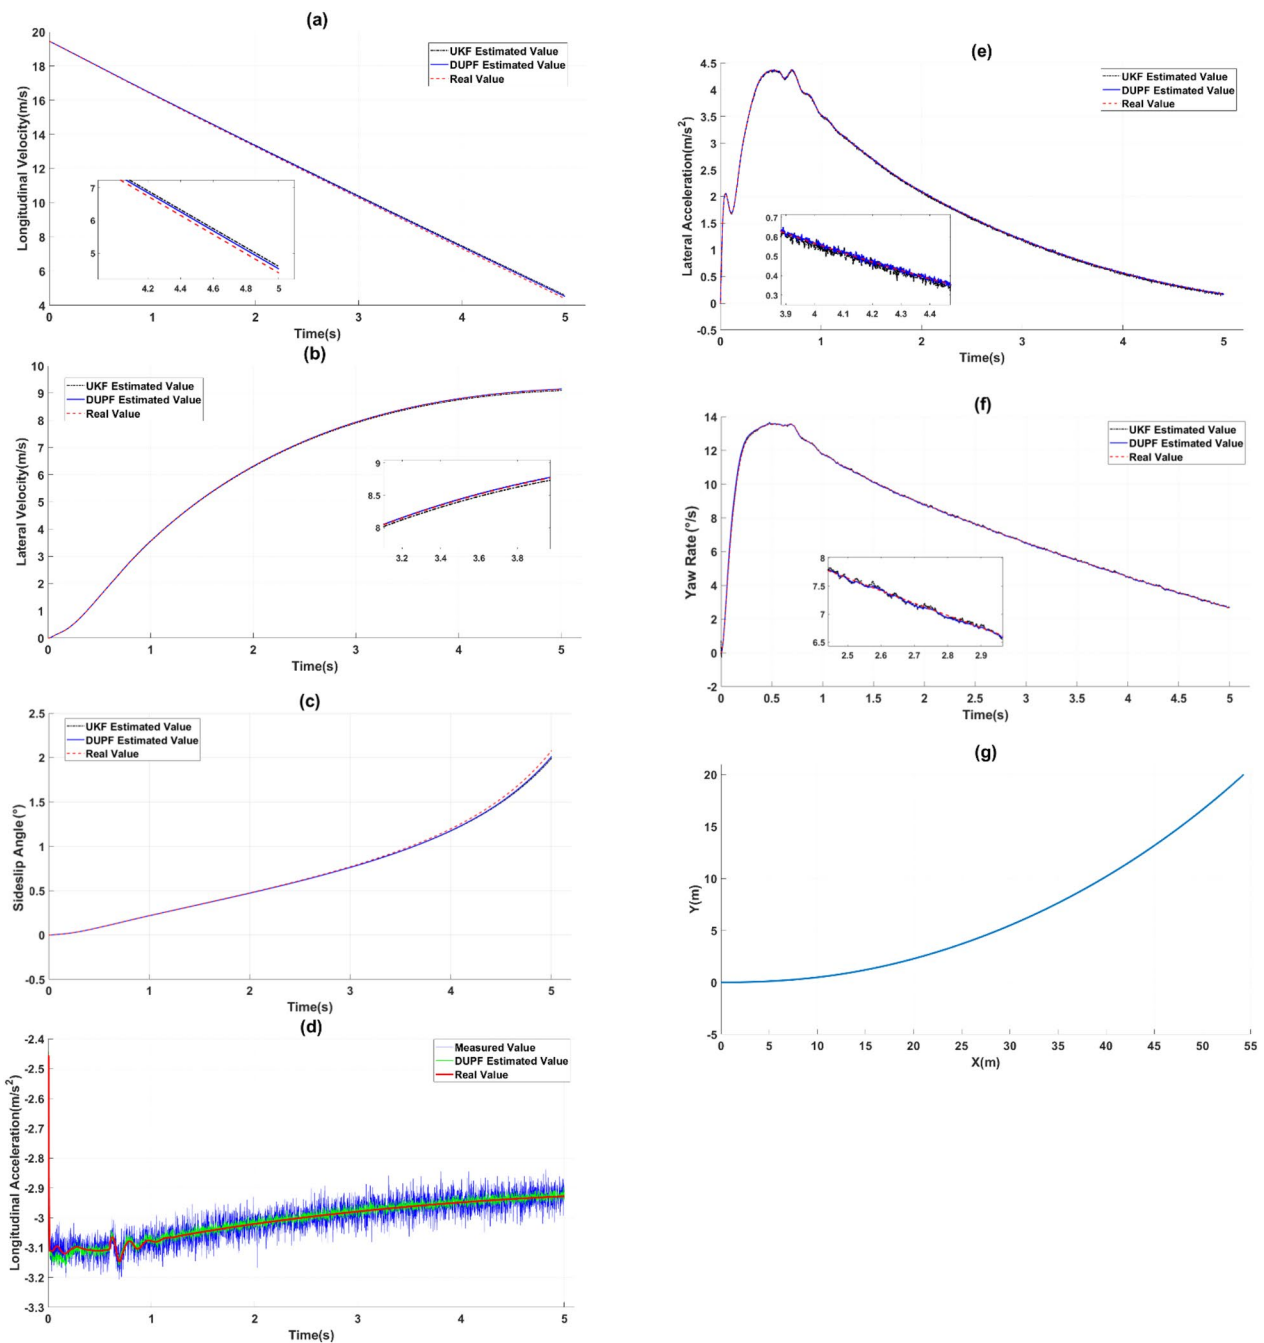 (a)
20
18
16
14
12
10
8
6
4
Longitudinal Velocity(m/s)
UKF Estimated Value
DUPF Estimated Value
Real Value
7
6
5
4.2 4.4 4.6 4.8 5
0 1 2 3 4 5
Time(s)
(b)
10
9
8
7
6
5
4
3
2
1
0
Lateral Velocity(m/s)
UKF Estimated Value
DUPF Estimated Value
Real Value
9
8.5
8
3.2 3.4 3.6 3.8
0 1 2 3 4 5
Time(s)
(c)
2.5
2
1.5
1
0.5
0
-0.5
Sideslip Angle(°)
UKF Estimated Value
DUPF Estimated Value
Real Value
0 1 2 3 4 5
Time(s)
(d)
-2.4
-2.5
-2.6
-2.7
-2.8
-2.9
-3
-3.1
-3.2
-3.3
Longitudinal Acceleration(m/s²)
Measured Value
DUPF Estimated Value
Real Value
0 1 2 3 4 5
Time(s)
(e)
4.5
4
3.5
3
2.5
2
1.5
1
0.5
0
-0.5
Lateral Acceleration(m/s²)
UKF Estimated Value
DUPF Estimated Value
Real Value
0.7
0.6
0.5
0.4
0.3
3.9 4 4.1 4.2 4.3 4.4
0 1 2 3 4 5
Time(s)
(f)
14
12
10
8
6
4
2
0
-2
Yaw Rate (°/s)
UKF Estimated Value
DUPF Estimated Value
Real Value
8
7.5
7
6.5
2.5 2.6 2.7 2.8 2.9
0 0.5 1 1.5 2 2.5 3 3.5 4 4.5 5
Time(s)
(g)
20
15
10
5
0
-5
Y(m)
0 5 10 15 20 25 30 35 40 45 50 55
X(m)